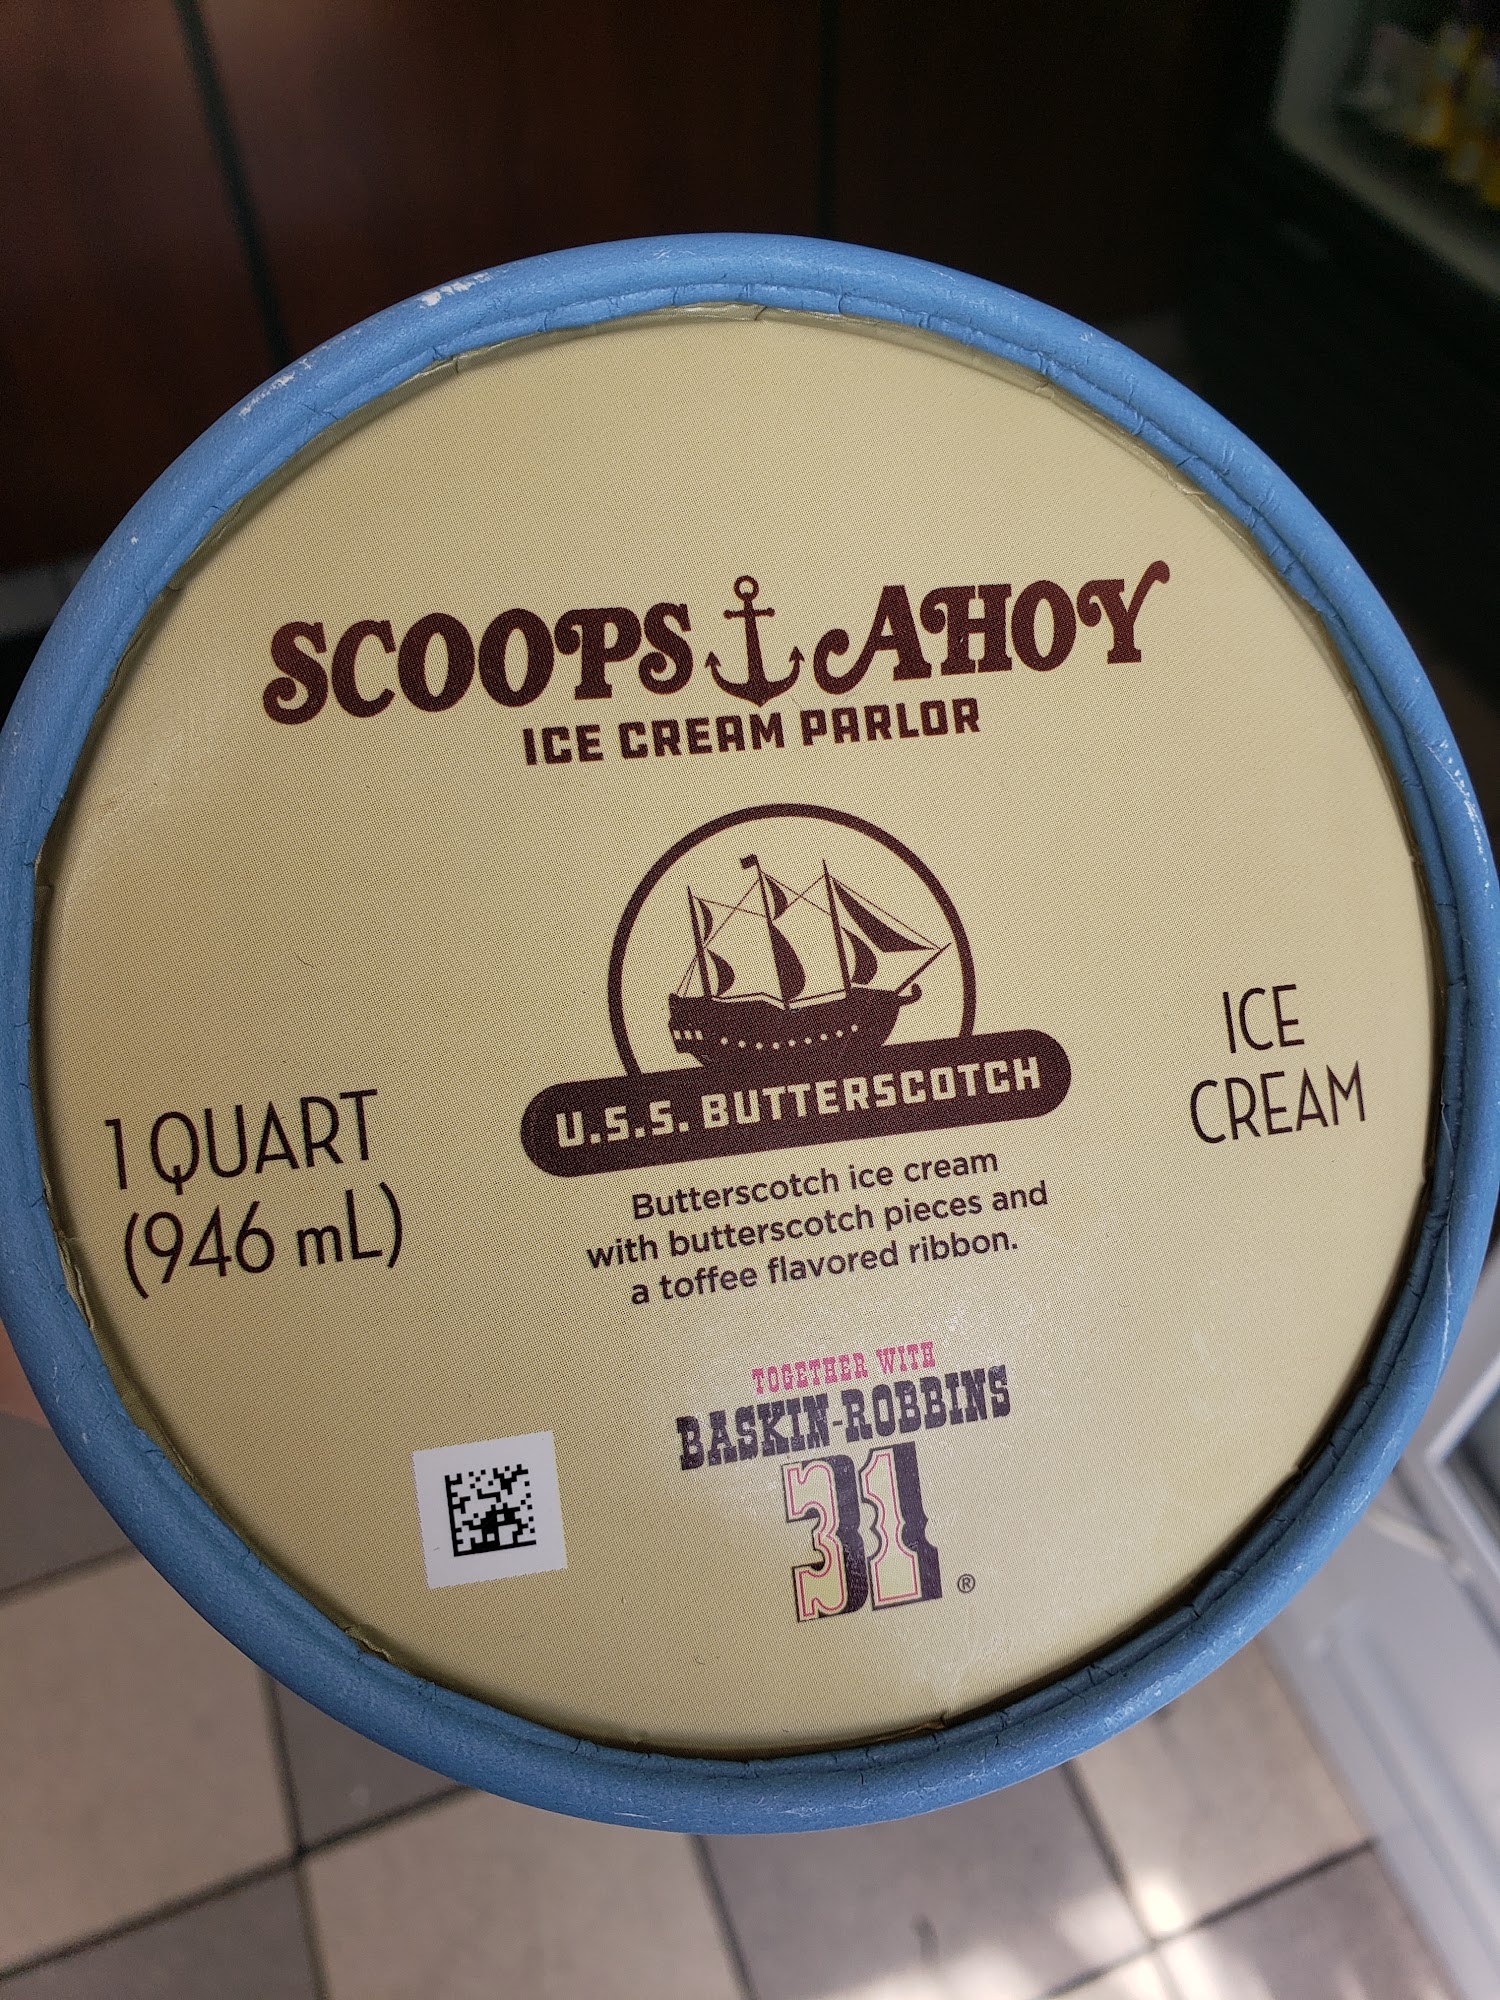 SCOOPS AHOY
ICE CREAM PARLOR
U.S.S. BUTTERSCOTCH
Butterscotch ice cream
with butterscotch pieces and
a toffee flavored ribbon.
1 QUART
(946 mL)
ICE
CREAM
TOGETHER WITH
BASKIN-ROBBINS
31®